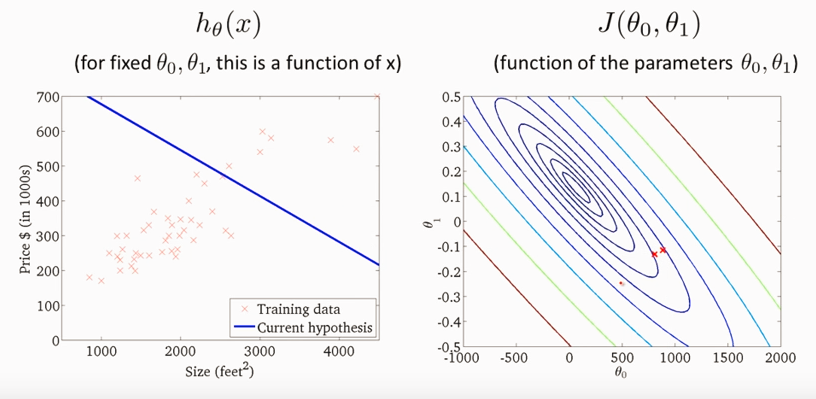 hθ(x)
(for fixed θ0, θ1, this is a function of x)
700
600
500
400
300
200
100
0
Price $ (in 1000s)
1000 2000 3000 4000
Size (feet²)
Training data
Current hypothesis
J(θ0, θ1)
(function of the parameters θ0, θ1)
0.5
0.4
0.3
0.2
0.1
0
-0.1
-0.2
-0.3
-0.4
-0.5
θ1
-1000 -500 0 500 1000 1500 2000
θ0